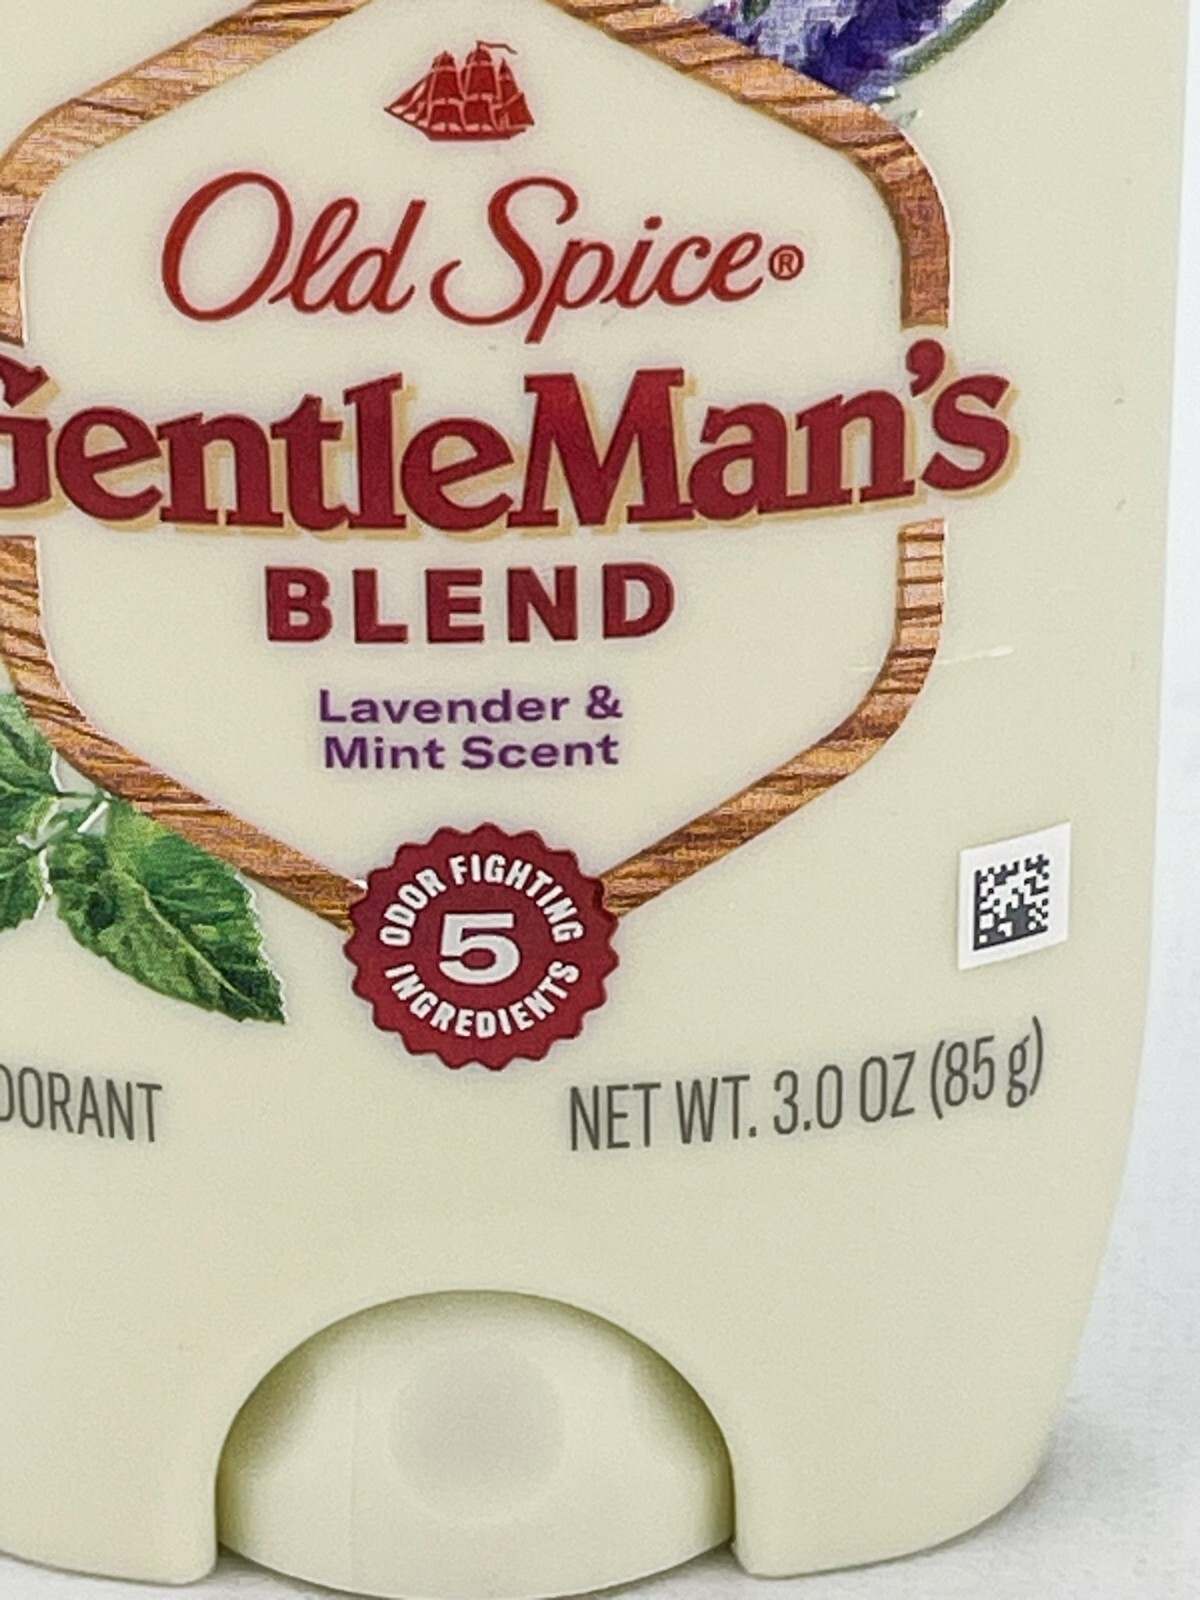 Old Spice®
GentleMan's
BLEND
Lavender &
Mint Scent
ODOR FIGHTING
5
INGREDIENTS
DORANT
NET WT. 3.0 OZ (85 g)